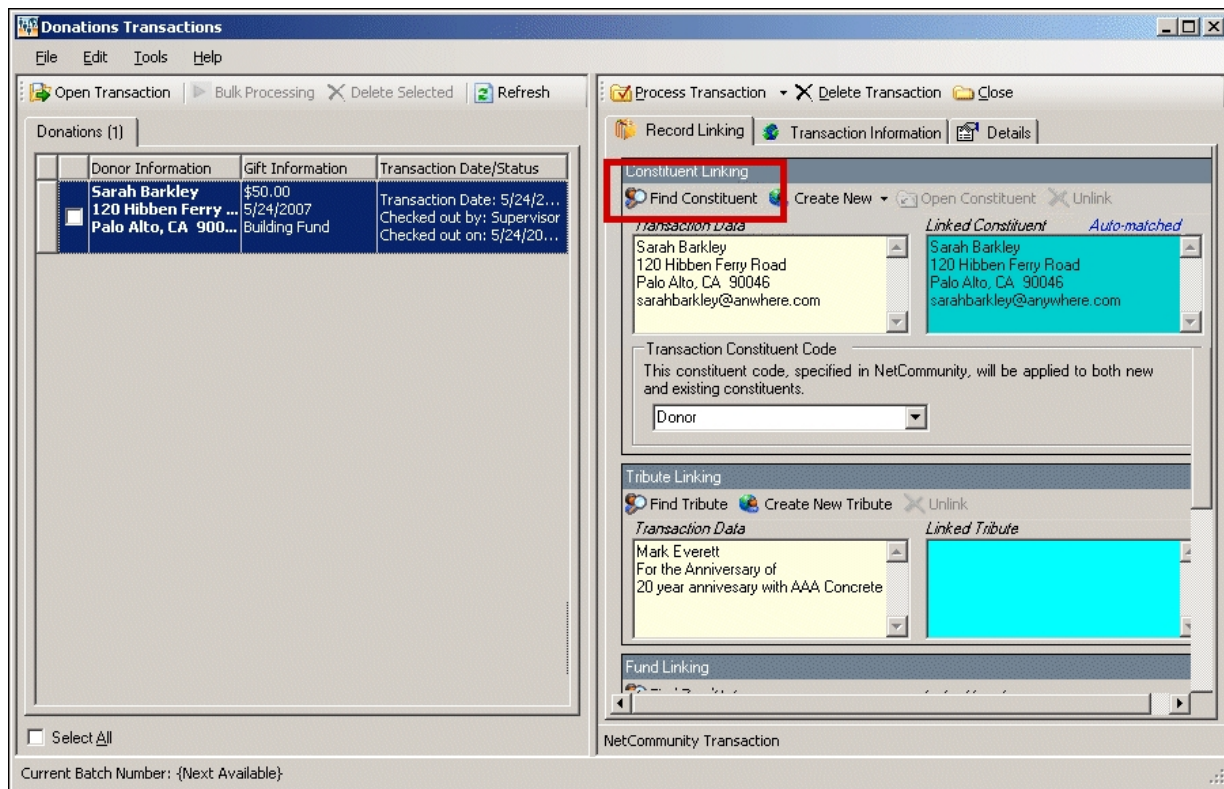 Donations Transactions
File Edit Tools Help
Open Transaction Bulk Processing Delete Selected Refresh
Donations (1)
Donor Information Gift Information Transaction Date/Status
Sarah Barkley
120 Hibben Ferry ...
Palo Alto, CA 900...
$50.00
5/24/2007
Building Fund
Transaction Date: 5/24/2...
Checked out by: Supervisor
Checked out on: 5/24/20...
Select All
Current Batch Number: {Next Available}
Process Transaction Delete Transaction Close
Record Linking Transaction Information Details
Constituent Linking
Find Constituent Create New Open Constituent Unlink
Transaction Data
Sarah Barkley
120 Hibben Ferry Road
Palo Alto, CA 90046
sarahbarkley@anwhere.com
Linked Constituent Auto-matched
Sarah Barkley
120 Hibben Ferry Road
Palo Alto, CA 90046
sarahbarkley@anywhere.com
Transaction Constituent Code
This constituent code, specified in NetCommunity, will be applied to both new
and existing constituents.
Donor
Tribute Linking
Find Tribute Create New Tribute Unlink
Transaction Data Linked Tribute
Mark Everett
For the Anniversary of
20 year annivesary with AAA Concrete
Fund Linking
NetCommunity Transaction